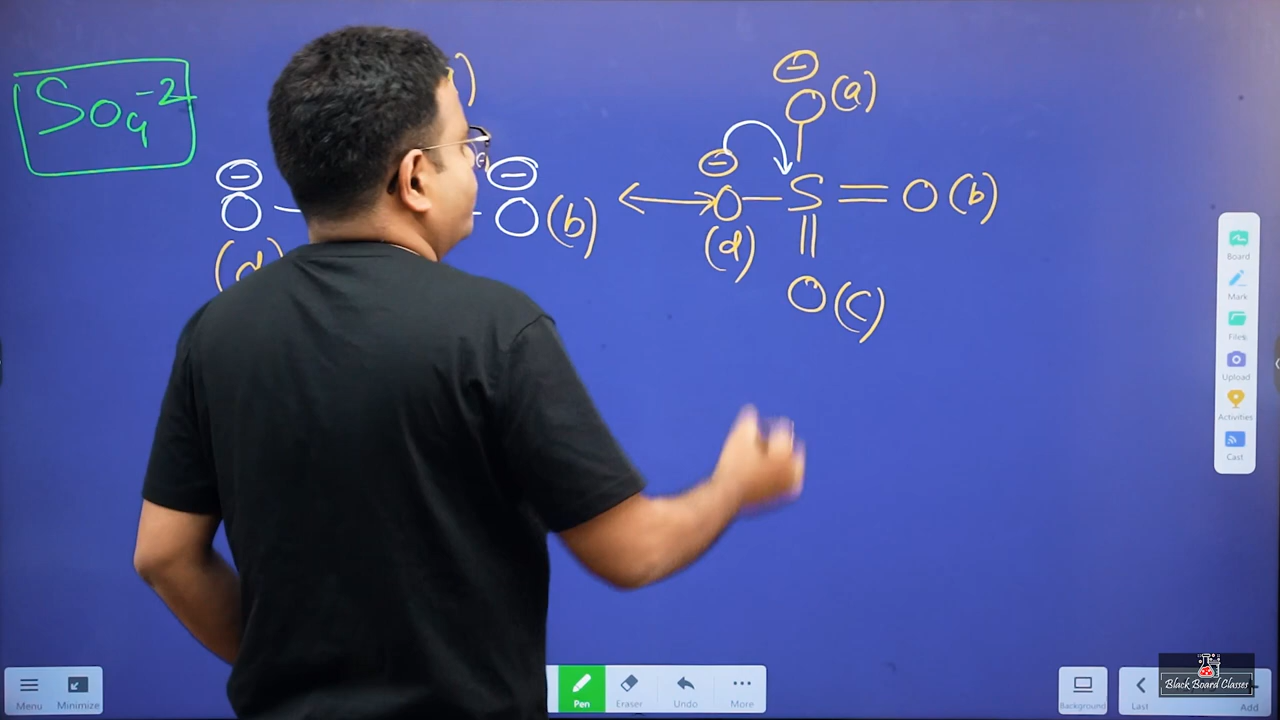 SO₄⁻²
⊖
O (d)
⊖
O (b)
⊖
O (a)
⊖
O (d) — S = O (b)
O (c)
Board
Mark
Files
Upload
Activities
Cast
Menu
Minimize
Pen
Eraser
Undo
More
Background
Last
Add
Black Board Classes